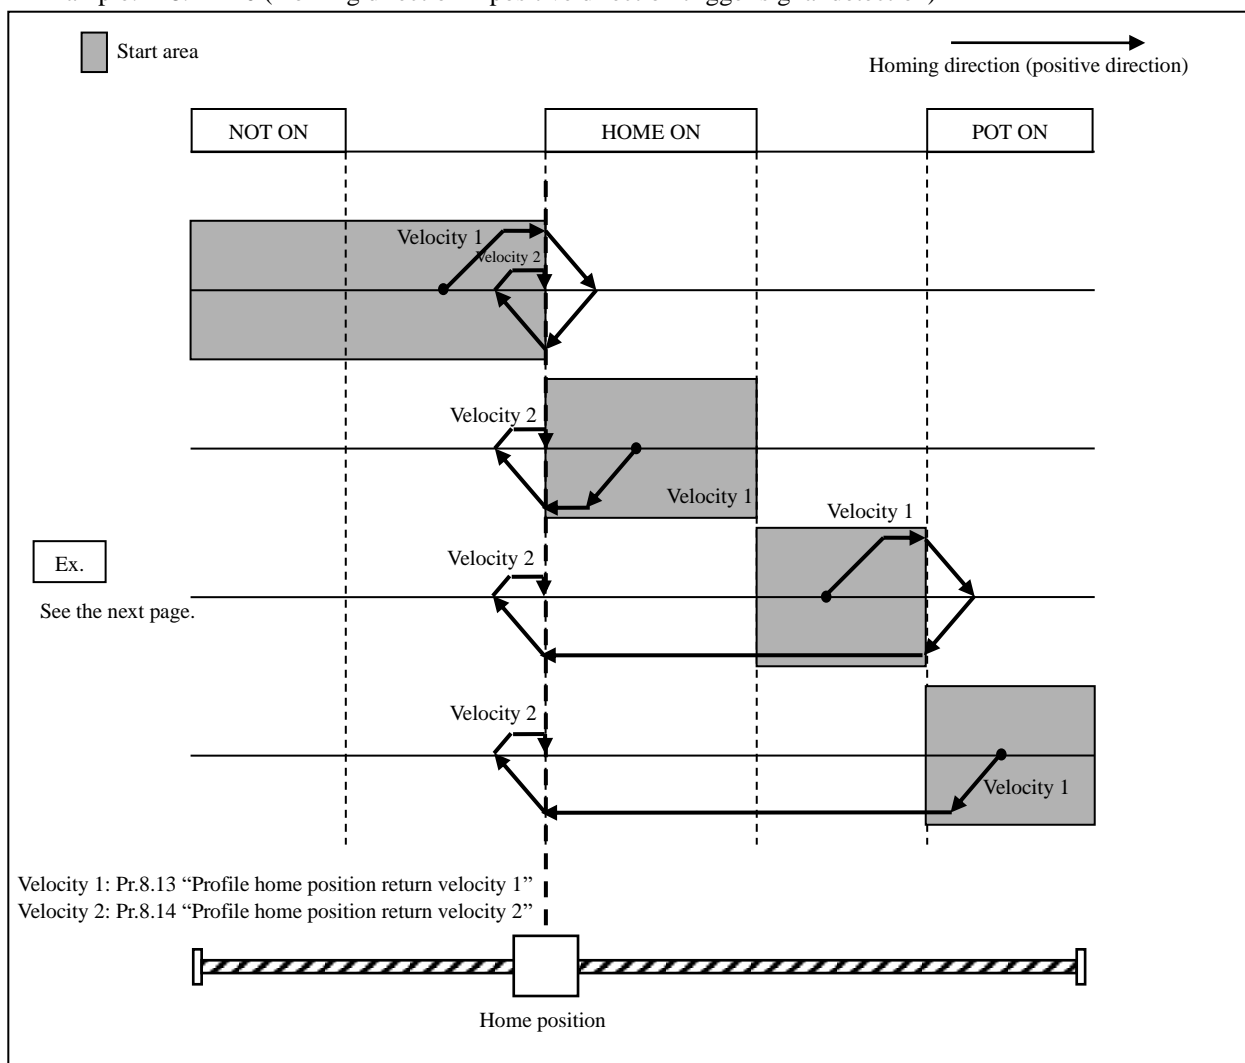 Start area
Homing direction (positive direction)
NOT ON
HOME ON
POT ON
Velocity 1
Velocity 2
Velocity 2
Velocity 1
Velocity 1
Velocity 2
Ex.
See the next page.
Velocity 2
Velocity 1
Velocity 1: Pr.8.13 “Profile home position return velocity 1”
Velocity 2: Pr.8.14 “Profile home position return velocity 2”
Home position